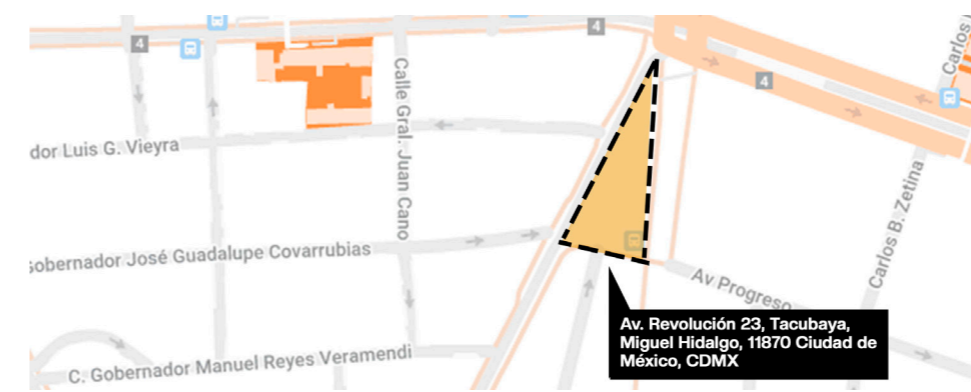 4
4
4
Carlos
Calle Gral. Juan Cano
dor Luis G. Vieyra
Carlos B. Zetina
Gobernador José Guadalupe Covarrubias
Av Progreso
Av. Revolución 23, Tacubaya,
Miguel Hidalgo, 11870 Ciudad de
México, CDMX
C. Gobernador Manuel Reyes Veramendi